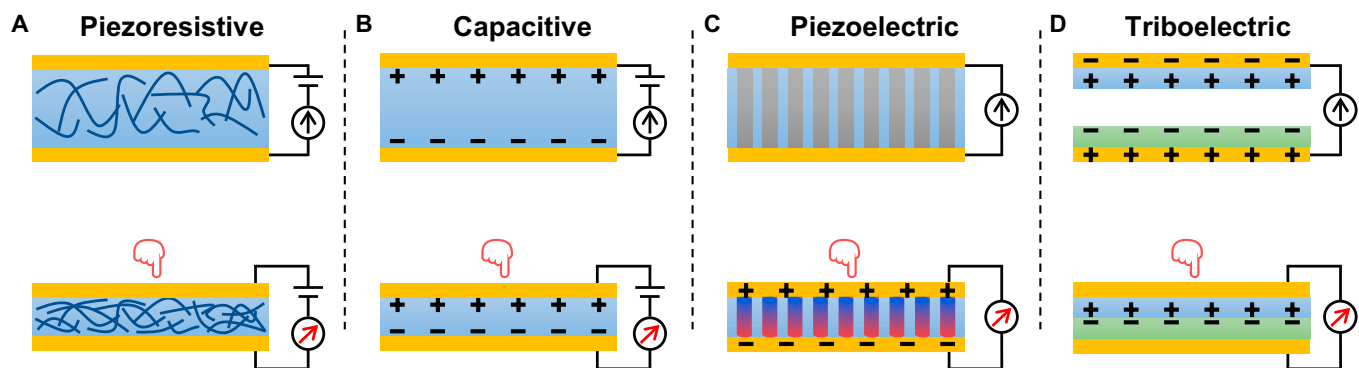 A Piezoresistive
B Capacitive
C Piezoelectric
D Triboelectric
+ + + + + +
− − − − − −
− − − − − −
+ + + + + +
− − − − − −
+ + + + + +
+ + + + + +
− − − − − −
+ + + + + +
− − − − − −
+ + + + + +
− − − − − −